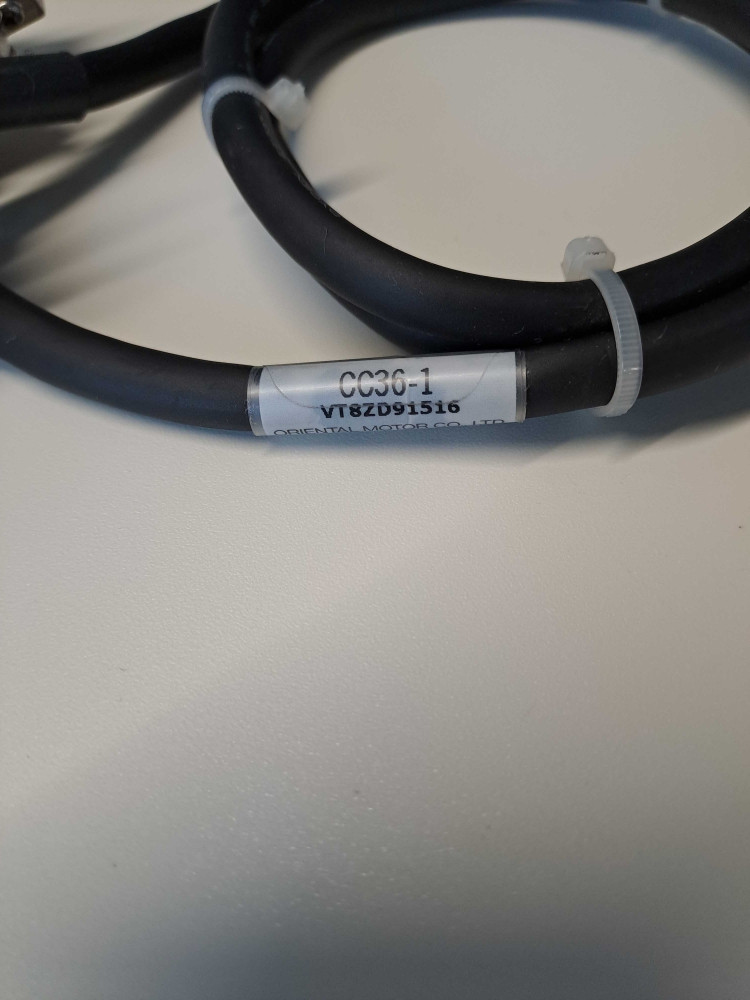 CC36-1
VT8ZD91516
ORIENTAL MOTOR CO.,LTD.